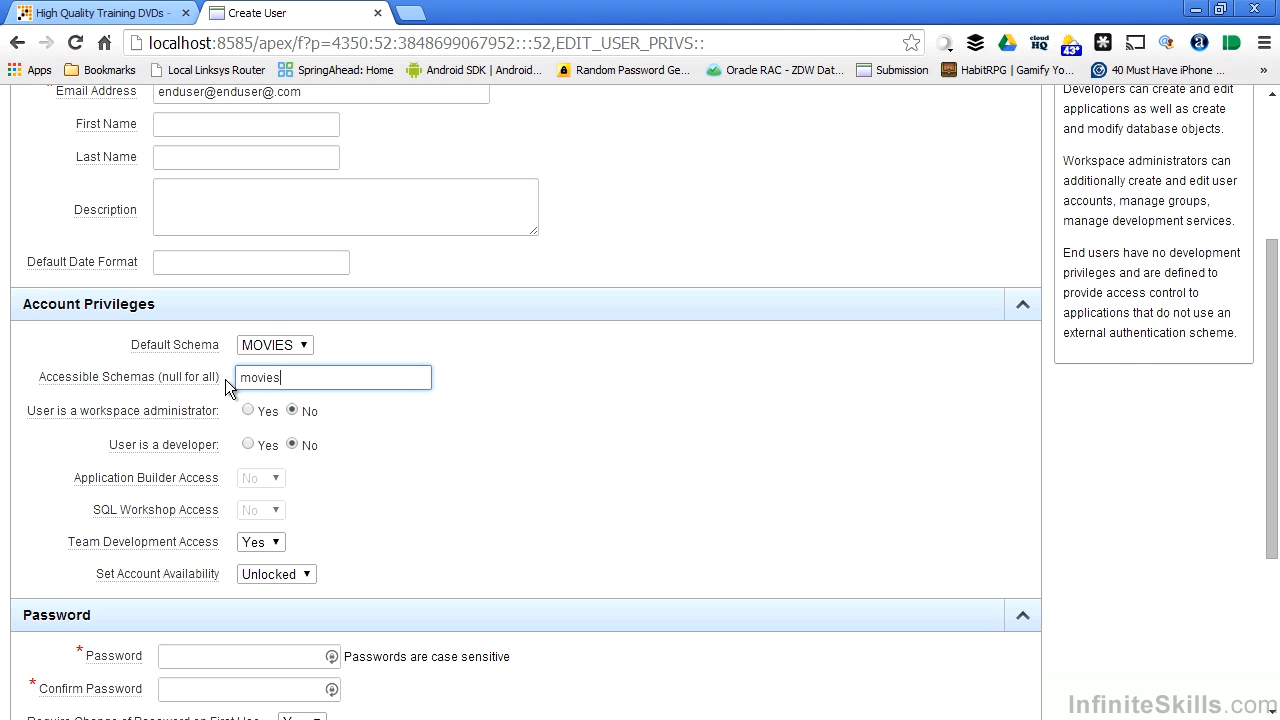 High Quality Training DVDs -
Create User
localhost:8585/apex/f?p=4350:52:3848699067952:::52,EDIT_USER_PRIVS::
cloud HQ
43°
Apps
Bookmarks
Local Linksys Router
SpringAhead: Home
Android SDK | Android...
Random Password Ge...
Oracle RAC - ZDW Dat...
Submission
HabitRPG | Gamify Yo...
40 Must Have iPhone ...
»
* Email Address
enduser@enduser@.com
First Name
Last Name
Description
Default Date Format
Account Privileges
Default Schema
MOVIES
Accessible Schemas (null for all)
movies
User is a workspace administrator:
Yes No
User is a developer:
Yes No
Application Builder Access
No
SQL Workshop Access
No
Team Development Access
Yes
Set Account Availability
Unlocked
Password
* Password
Passwords are case sensitive
* Confirm Password
Developers can create and edit
applications as well as create
and modify database objects.
Workspace administrators can
additionally create and edit user
accounts, manage groups,
manage development services.
End users have no development
privileges and are defined to
provide access control to
applications that do not use an
external authentication scheme.
InfiniteSkills.com